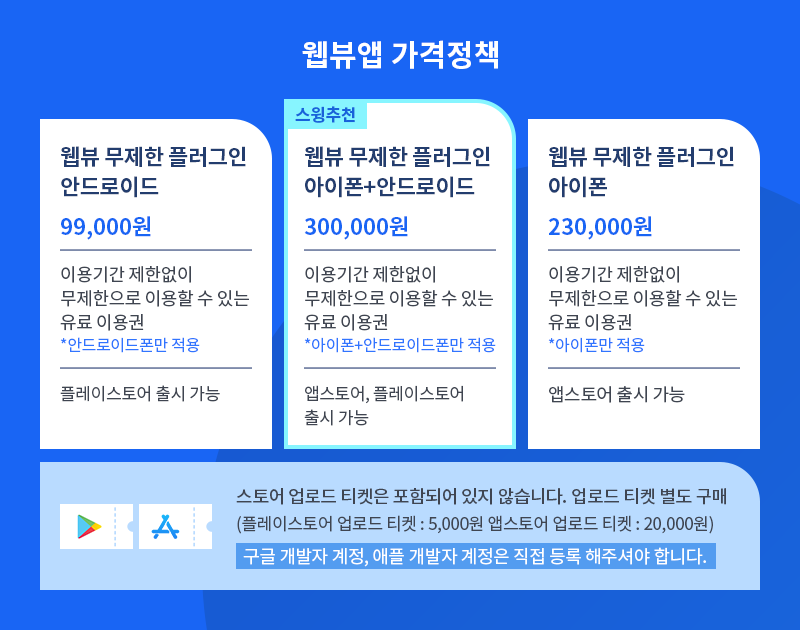 웹뷰앱 가격정책
웹뷰 무제한 플러그인
안드로이드
99,000원
이용기간 제한없이
무제한으로 이용할 수 있는
유료 이용권
*안드로이드폰만 적용
플레이스토어 출시 가능
스윙추천
웹뷰 무제한 플러그인
아이폰+안드로이드
300,000원
이용기간 제한없이
무제한으로 이용할 수 있는
유료 이용권
*아이폰+안드로이드폰만 적용
앱스토어, 플레이스토어
출시 가능
웹뷰 무제한 플러그인
아이폰
230,000원
이용기간 제한없이
무제한으로 이용할 수 있는
유료 이용권
*아이폰만 적용
앱스토어 출시 가능
스토어 업로드 티켓은 포함되어 있지 않습니다. 업로드 티켓 별도 구매
(플레이스토어 업로드 티켓 : 5,000원 앱스토어 업로드 티켓 : 20,000원)
구글 개발자 계정, 애플 개발자 계정은 직접 등록 해주셔야 합니다.